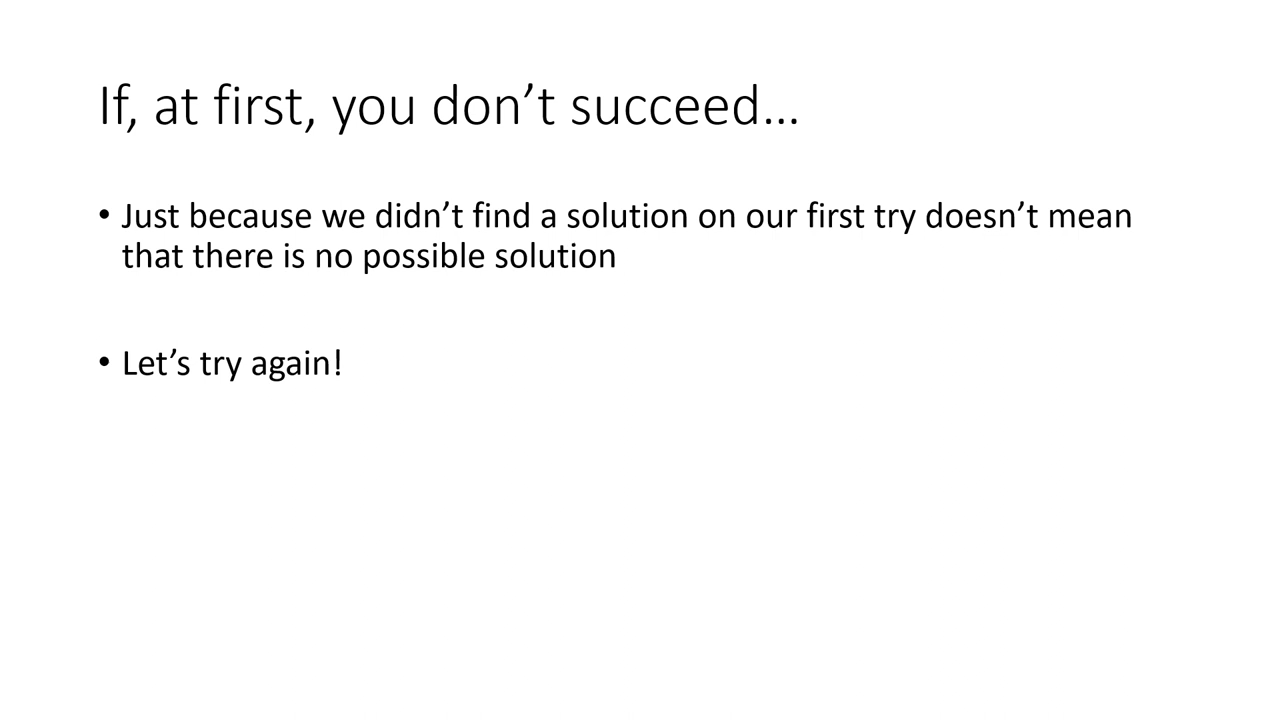 If, at first, you don’t succeed…
• Just because we didn’t find a solution on our first try doesn’t mean
that there is no possible solution
• Let’s try again!